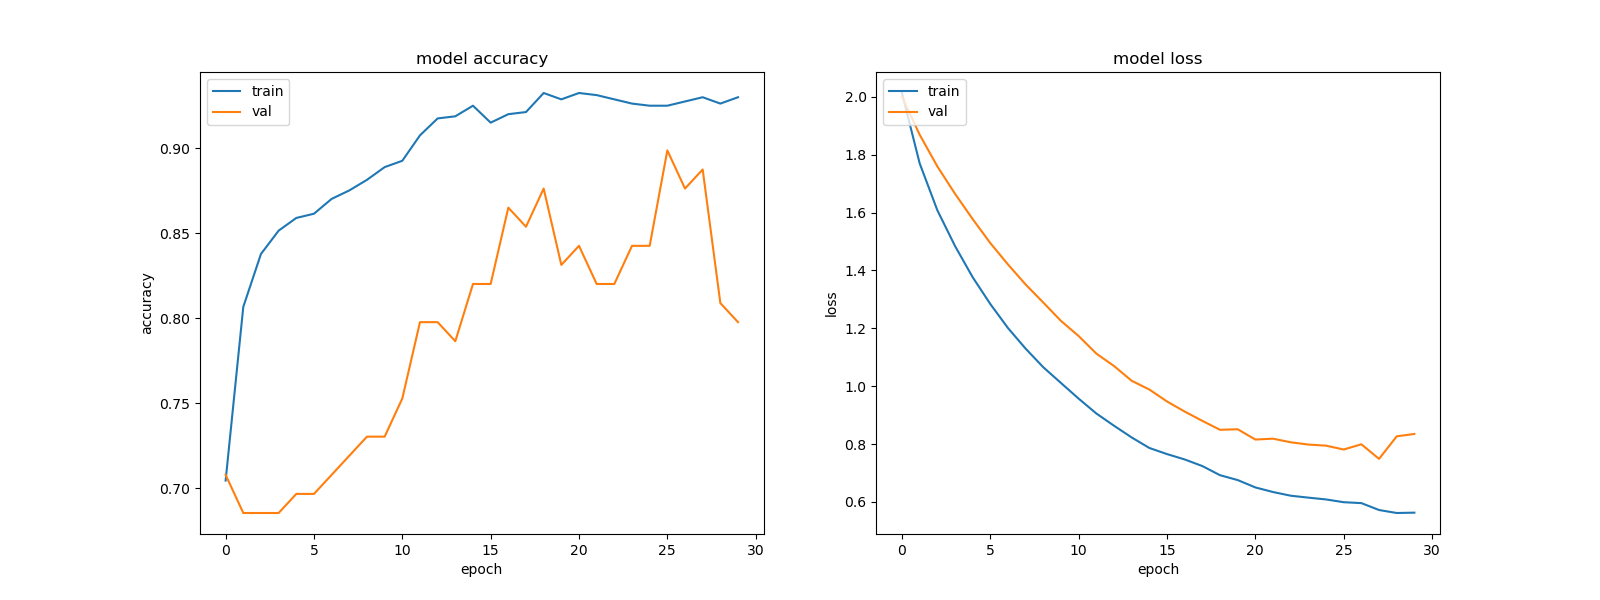 model accuracy
train
val
0.90
0.85
0.80
0.75
0.70
accuracy
0 5 10 15 20 25 30
epoch
model loss
train
val
2.0
1.8
1.6
1.4
1.2
1.0
0.8
0.6
loss
0 5 10 15 20 25 30
epoch